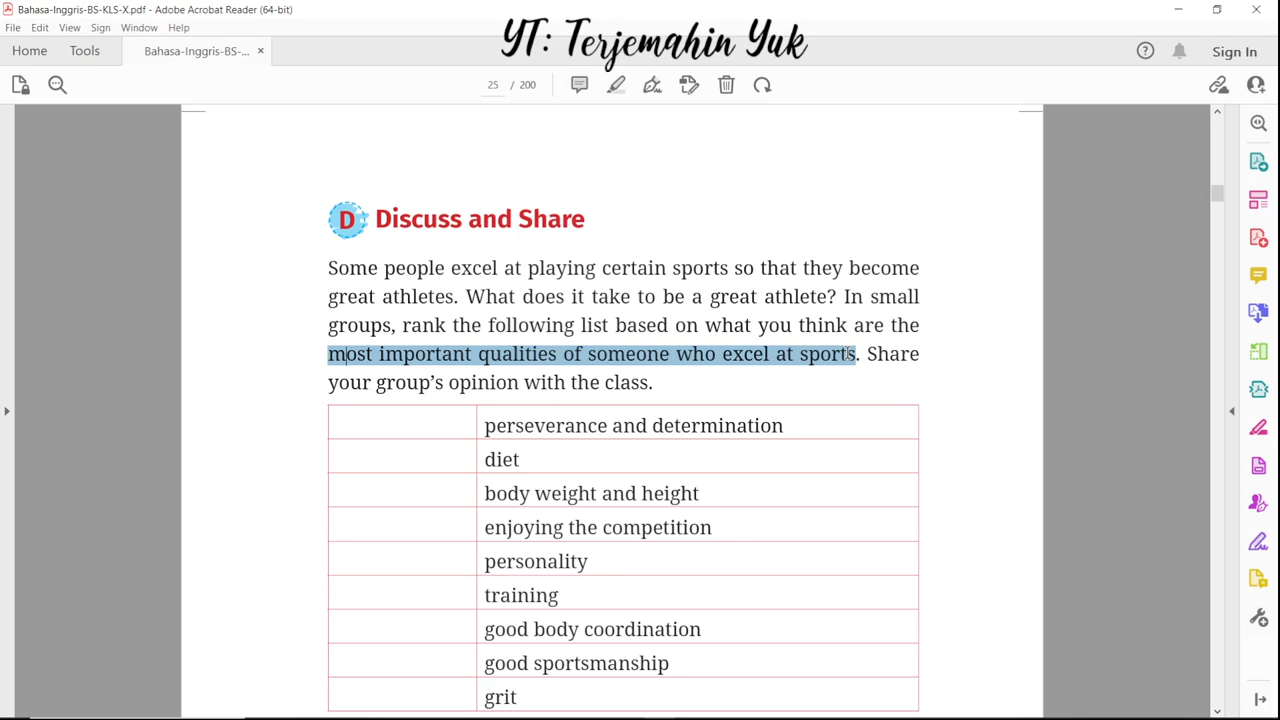 Bahasa-Inggris-BS-KLS-X.pdf - Adobe Acrobat Reader (64-bit)
File Edit View Sign Window Help
YT: Terjemahin Yuk
Home Tools Bahasa-Inggris-BS-... × Sign In
25 / 200
D Discuss and Share
Some people excel at playing certain sports so that they become
great athletes. What does it take to be a great athlete? In small
groups, rank the following list based on what you think are the
most important qualities of someone who excel at sports. Share
your group's opinion with the class.
perseverance and determination
diet
body weight and height
enjoying the competition
personality
training
good body coordination
good sportsmanship
grit